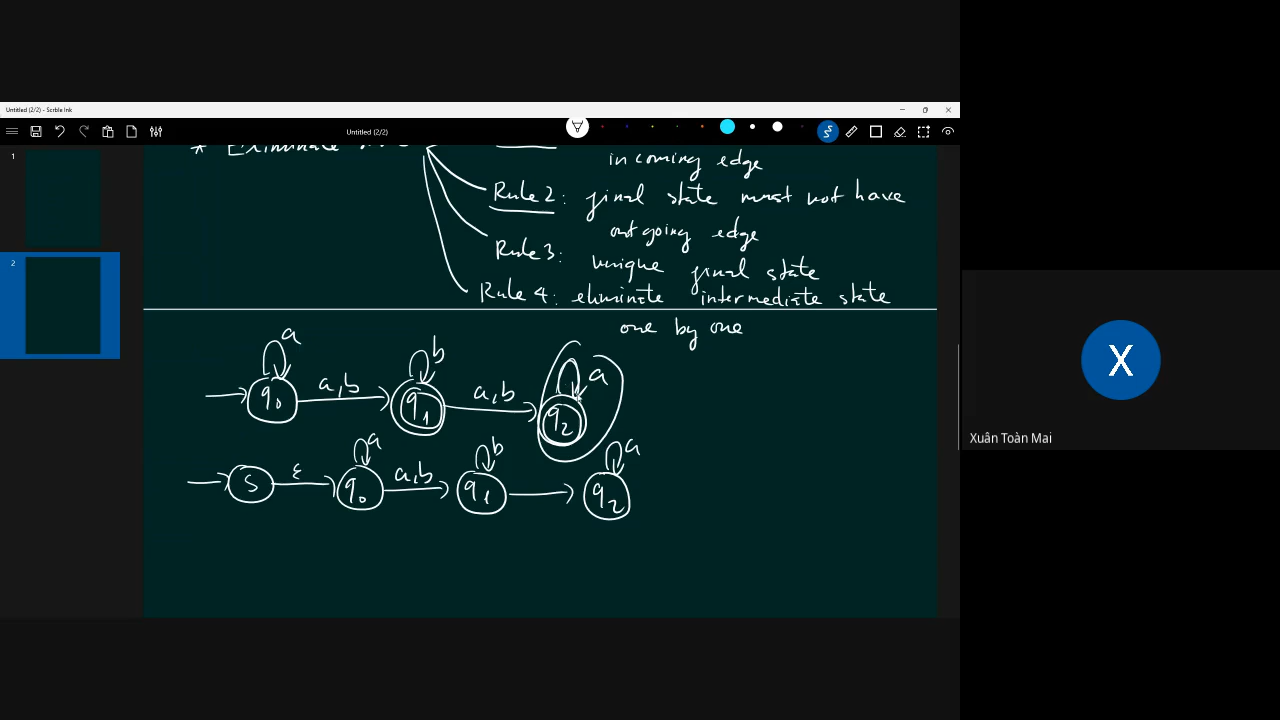 Untitled (2/2) - Scrble Ink
Untitled (2/2)
1
2
incoming edge
Rule 2: final state must not have
outgoing edge
Rule 3: unique final state
Rule 4: eliminate intermediate state
one by one
a b a
q0 a,b q1 a,b q2
a b a
S ε q0 a,b q1 q2
X
Xuân Toàn Mai